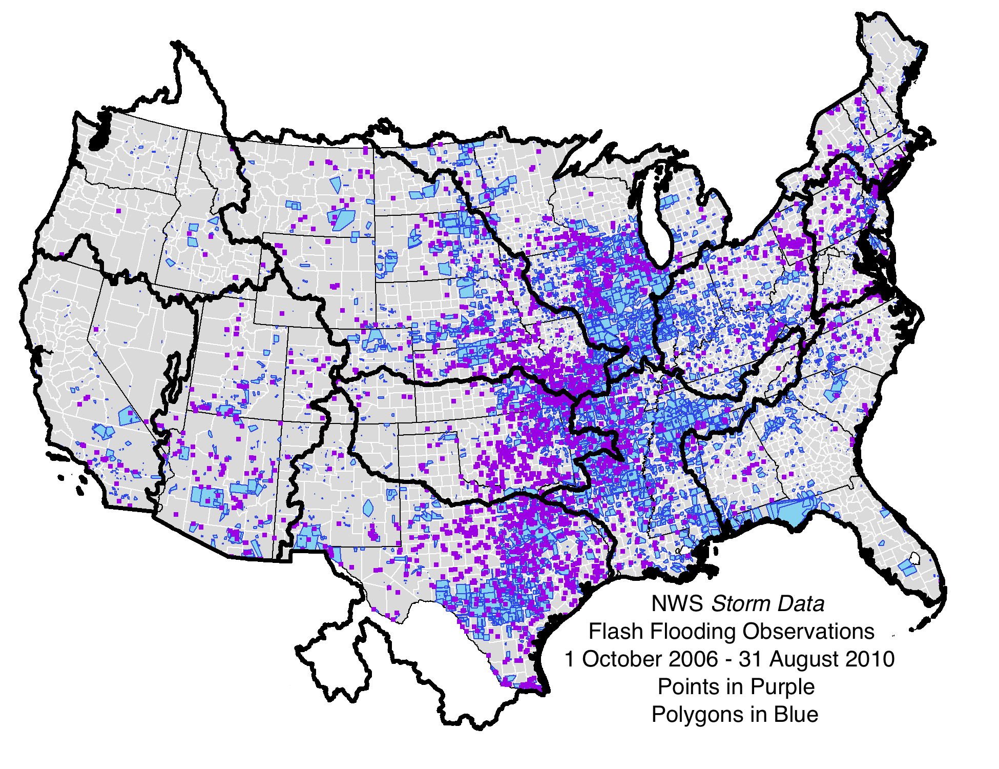 NWS Storm Data
Flash Flooding Observations
1 October 2006 - 31 August 2010
Points in Purple
Polygons in Blue